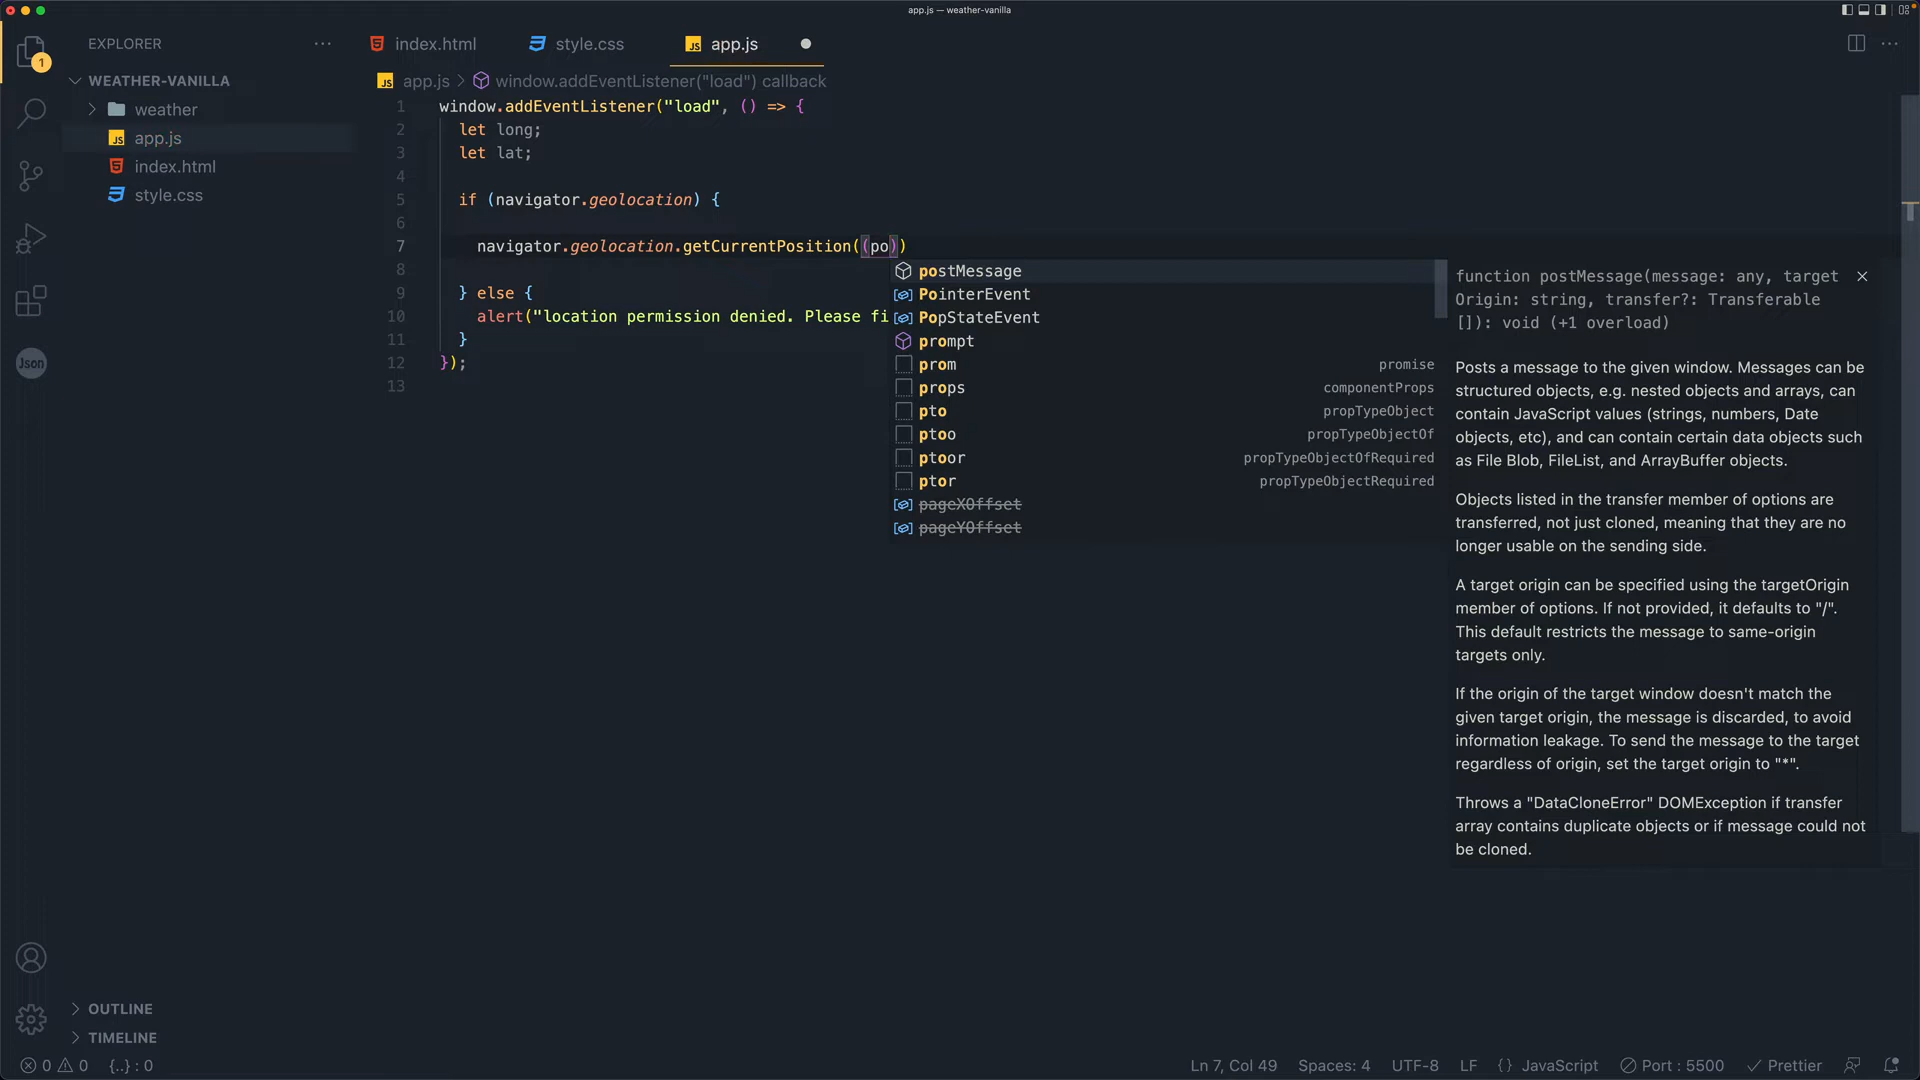 app.js — weather-vanilla
EXPLORER
index.html
style.css
app.js
1
WEATHER-VANILLA
weather
app.js
index.html
style.css
app.js > window.addEventListener("load") callback
1 window.addEventListener("load", () => {
2 let long;
3 let lat;
4
5 if (navigator.geolocation) {
6
7 navigator.geolocation.getCurrentPosition((po))
8
9 } else {
10 alert("location permission denied. Please fi
11 }
12 });
13
postMessage
PointerEvent
PopStateEvent
prompt
prom promise
props componentProps
pto propTypeObject
ptoo propTypeObjectOf
ptoor propTypeObjectOfRequired
ptor propTypeObjectRequired
pageXOffset
pageYOffset
function postMessage(message: any, target
Origin: string, transfer?: Transferable
[]): void (+1 overload)
Posts a message to the given window. Messages can be
structured objects, e.g. nested objects and arrays, can
contain JavaScript values (strings, numbers, Date
objects, etc), and can contain certain data objects such
as File Blob, FileList, and ArrayBuffer objects.
Objects listed in the transfer member of options are
transferred, not just cloned, meaning that they are no
longer usable on the sending side.
A target origin can be specified using the targetOrigin
member of options. If not provided, it defaults to "/".
This default restricts the message to same-origin
targets only.
If the origin of the target window doesn't match the
given target origin, the message is discarded, to avoid
information leakage. To send the message to the target
regardless of origin, set the target origin to "*".
Throws a "DataCloneError" DOMException if transfer
array contains duplicate objects or if message could not
be cloned.
Json
OUTLINE
TIMELINE
0 0 {..} : 0
Ln 7, Col 49 Spaces: 4 UTF-8 LF {} JavaScript Port : 5500 Prettier